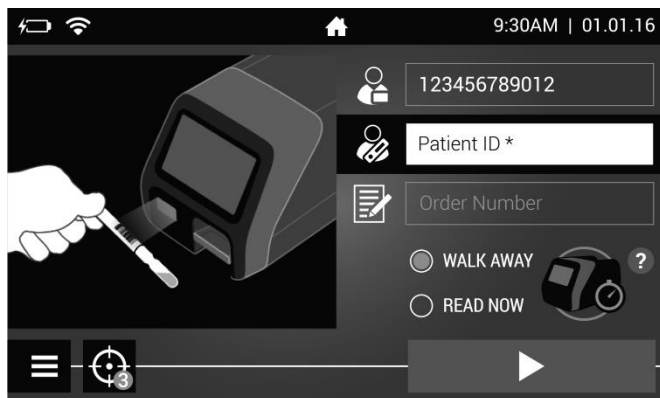 9:30AM | 01.01.16
123456789012
Patient ID *
Order Number
WALK AWAY
?
READ NOW
3